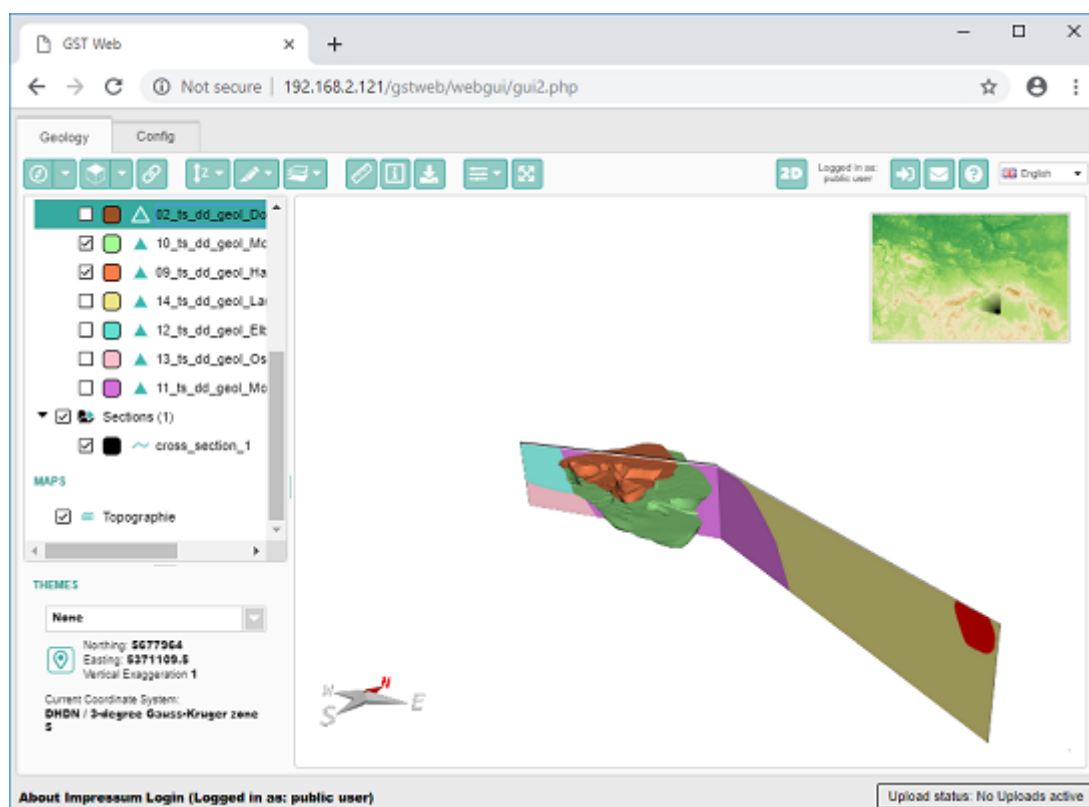 GST Web
Not secure | 192.168.2.121/gstweb/webgui/gui2.php
Geology Config
2D Logged in as: public user English
02_ts_dd_geol_Do
10_ts_dd_geol_Mo
09_ts_dd_geol_Ha
14_ts_dd_geol_Lau
12_ts_dd_geol_Elb
13_ts_dd_geol_Os
11_ts_dd_geol_Mo
Sections (1)
cross_section_1
MAPS
Topographie
THEMES
None
Northing: 5677964
Easting: 5371109.5
Vertical Exaggeration 1
Current Coordinate System:
DHDN / 3-degree Gauss-Kruger zone
5
W N
S E
About Impressum Login (Logged in as: public user)
Upload status: No Uploads active